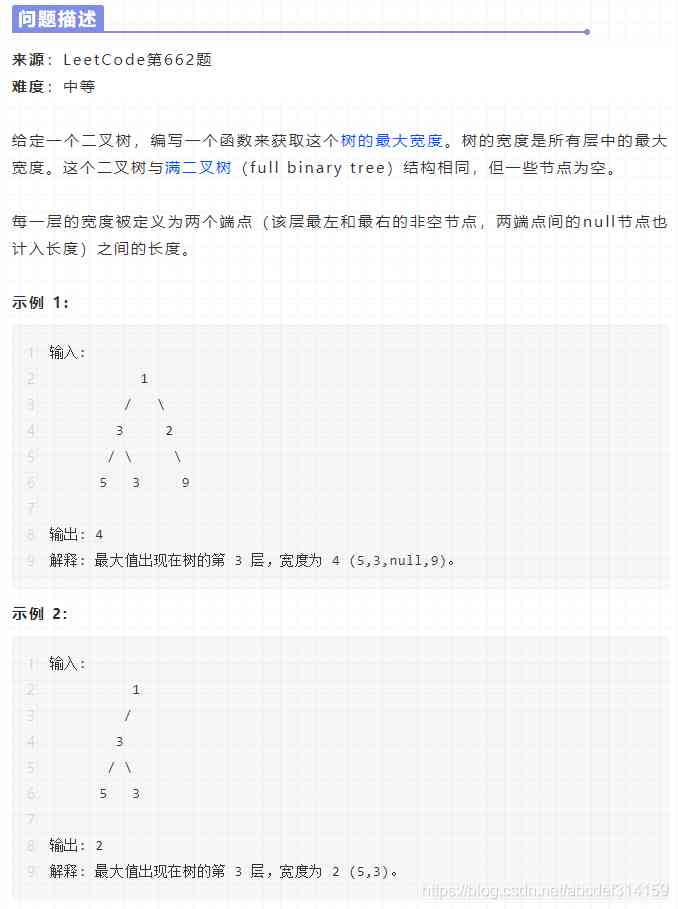 问题描述
来源：LeetCode第662题
难度：中等
给定一个二叉树，编写一个函数来获取这个树的最大宽度。树的宽度是所有层中的最大
宽度。这个二叉树与满二叉树（full binary tree）结构相同，但一些节点为空。
每一层的宽度被定义为两个端点（该层最左和最右的非空节点，两端点间的null节点也
计入长度）之间的长度。
示例 1:
1 输入:
2 1
3 / \
4 3 2
5 / \ \
6 5 3 9
7
8 输出: 4
9 解释: 最大值出现在树的第 3 层，宽度为 4 (5,3,null,9)。
示例 2:
1 输入:
2 1
3 /
4 3
5 / \
6 5 3
7
8 输出: 2
9 解释: 最大值出现在树的第 3 层，宽度为 2 (5,3)。
https://blog.csdn.net/abcdef314159